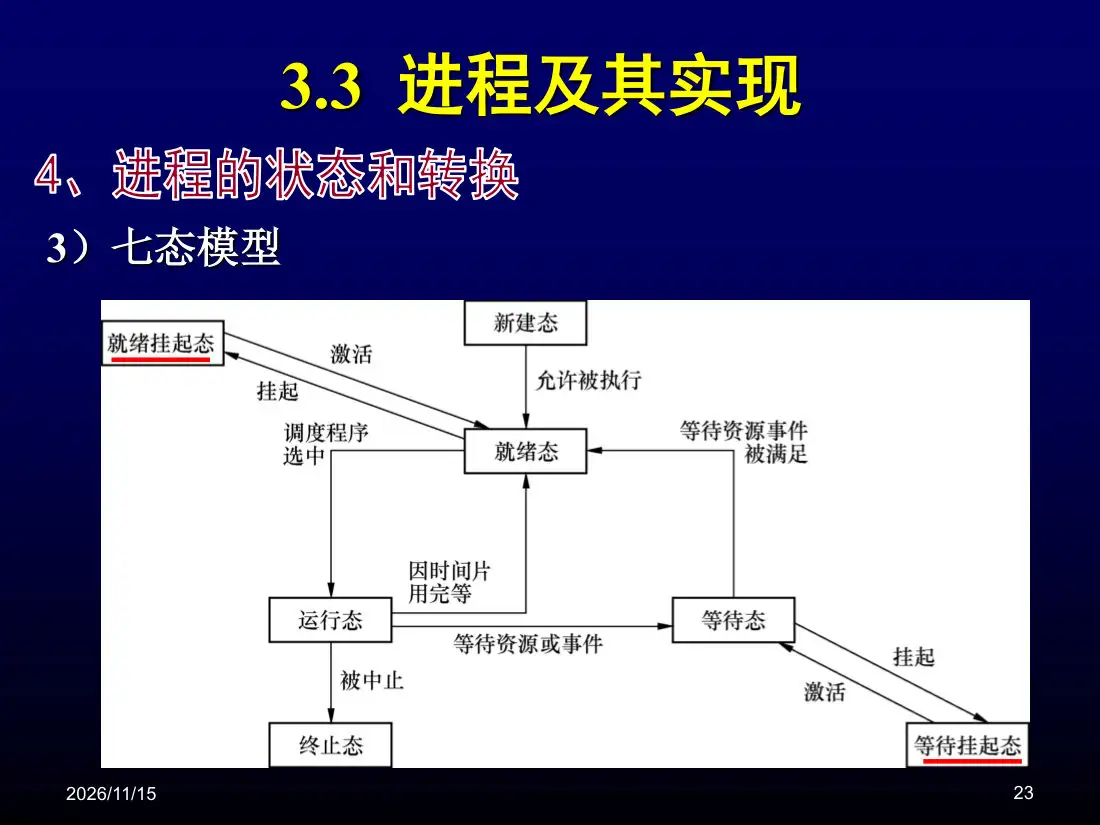 3.3 进程及其实现
4、进程的状态和转换
3）七态模型
新建态
就绪挂起态
激活
允许被执行
挂起
调度程序
选中
就绪态
等待资源事件
被满足
因时间片
用完等
运行态
等待态
等待资源或事件
挂起
被中止
激活
终止态
等待挂起态
2026/11/15
23